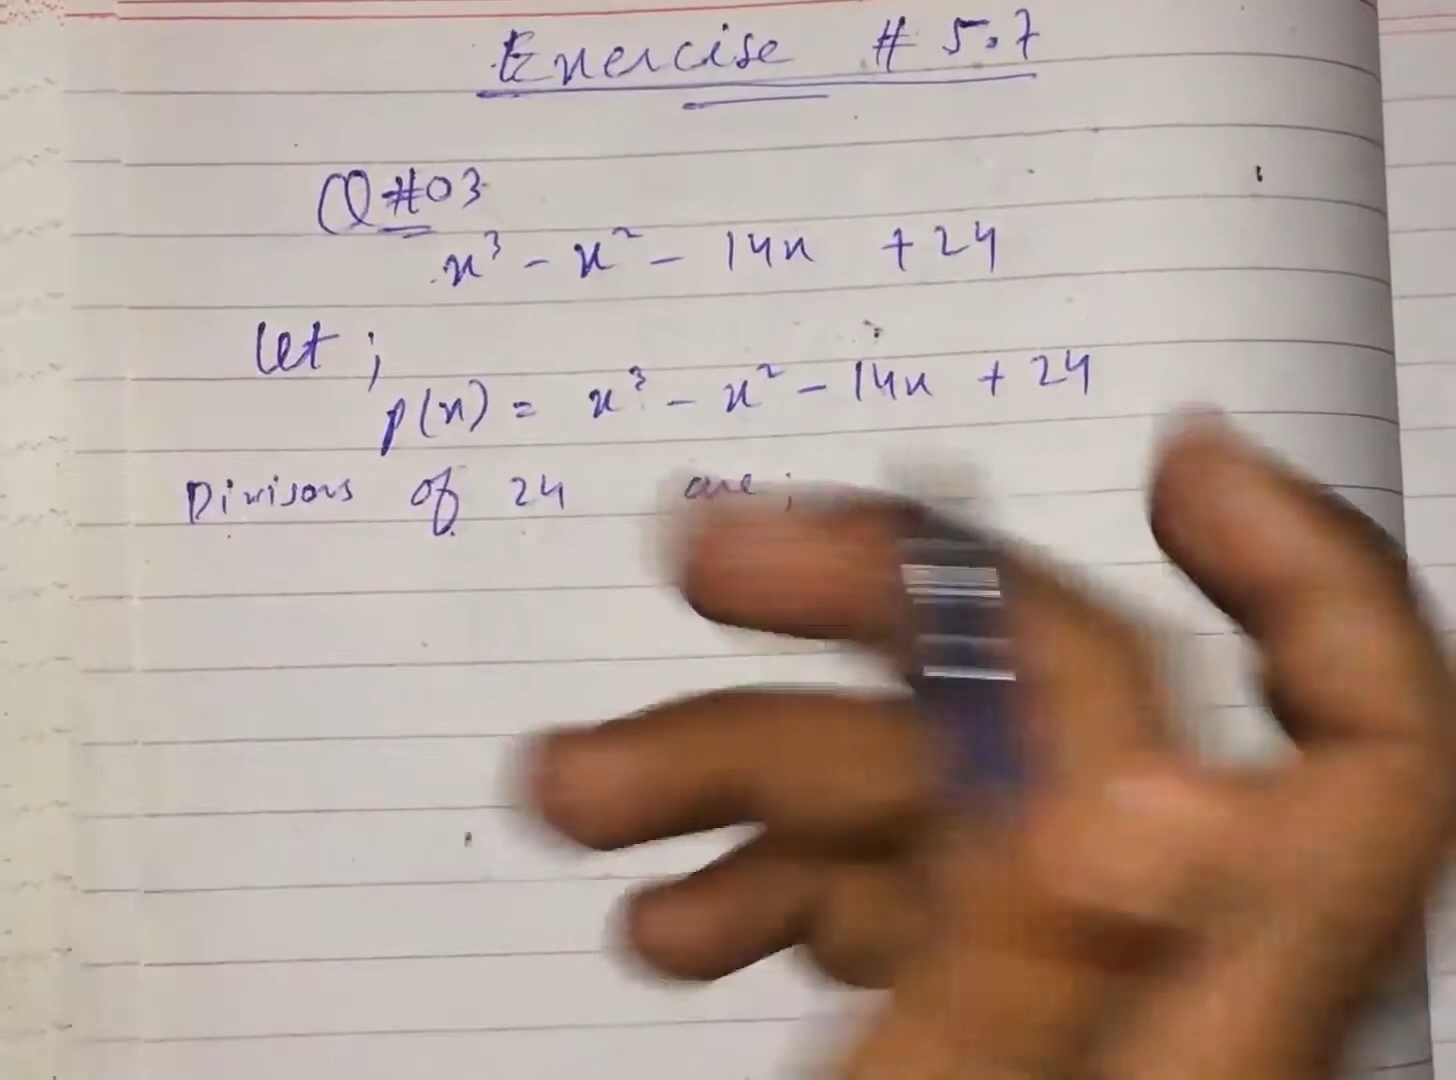 Exercise # 5.7
Q#03
x³ - x² - 14x + 24
let ;
p(x) = x³ - x² - 14x + 24
Divisors of 24 are ;